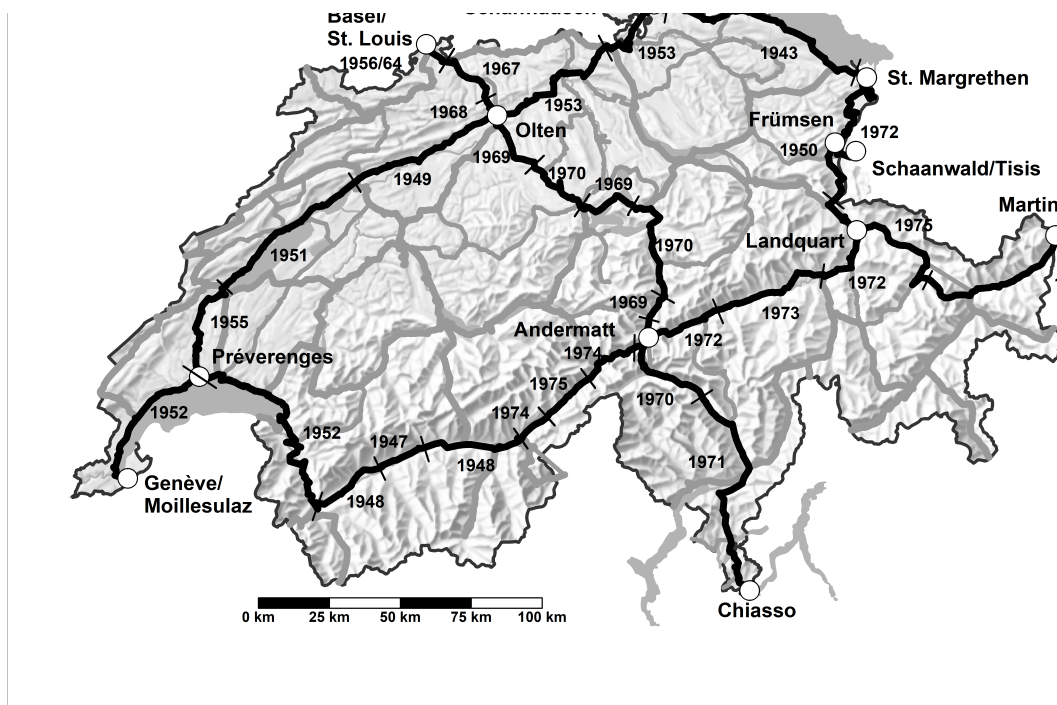 Basel/
St. Louis
1956/64
1967
1953
1943
St. Margrethen
1968
1953
Olten
Frümsen
1972
1950
Schaanwald/Tisis
1969
1970
1969
1949
Landquart
1975
1951
1970
1972
1969
1973
1955
Andermatt
1972
Préverenges
1974
1975
1970
1952
1974
1952
1947
1948
1971
1948
Genève/
Moillesulaz
0 km 25 km 50 km 75 km 100 km
Chiasso